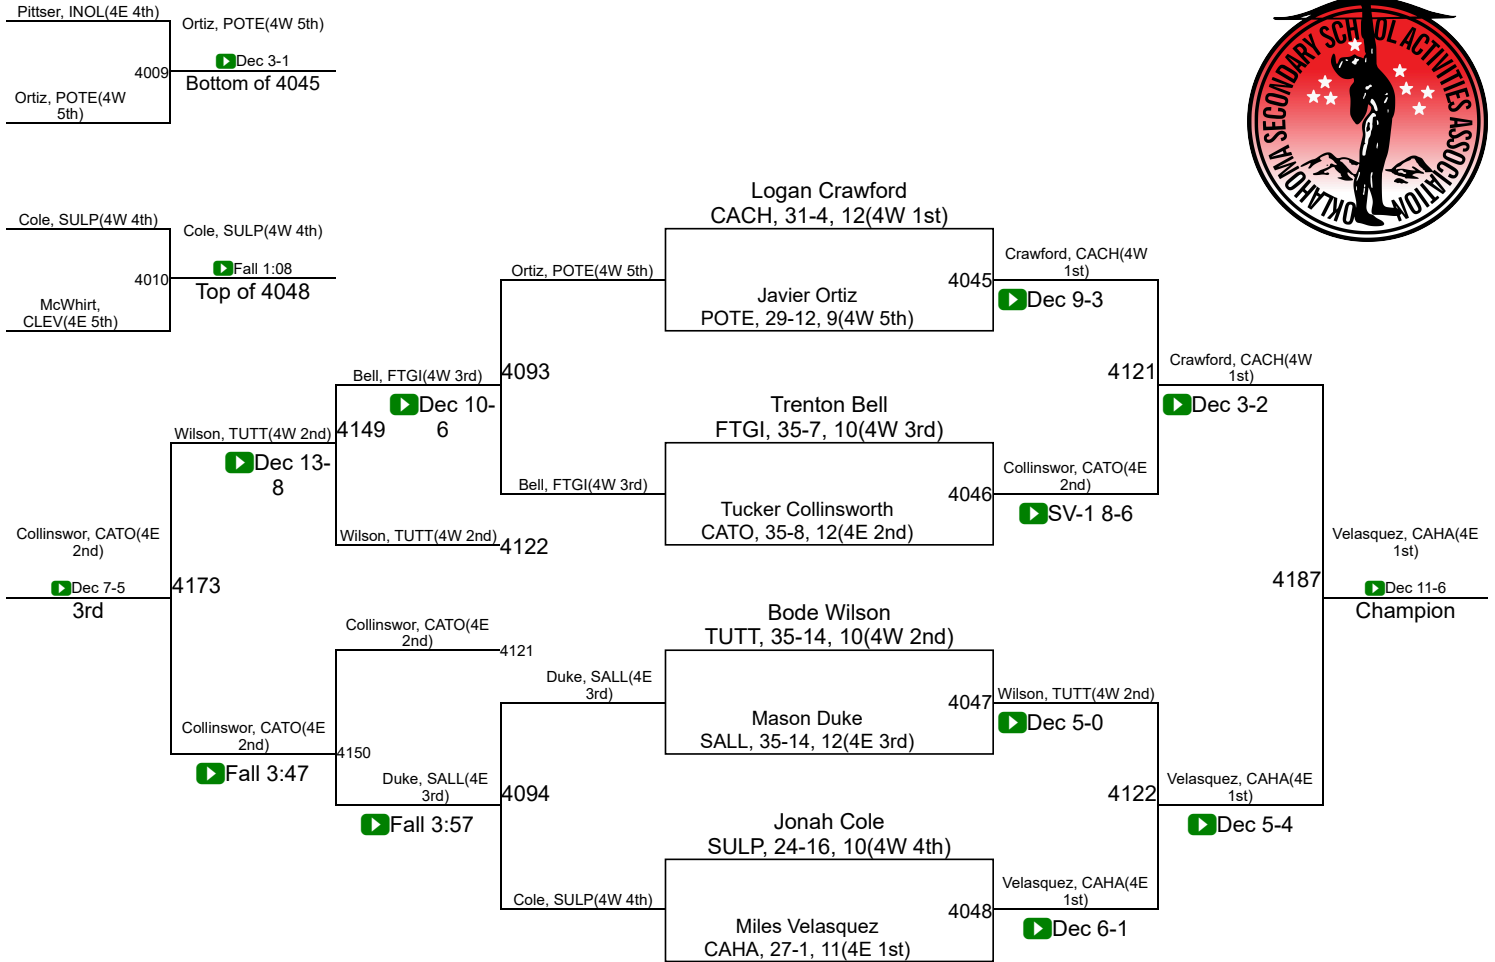 Pittser, INOL(4E 4th)
Ortiz, POTE(4W 5th)
4009
Dec 3-1
Bottom of 4045
Ortiz, POTE(4W
5th)
OKLAHOMA SECONDARY SCHOOL ACTIVITIES ASSOCIATION
Cole, SULP(4W 4th)
Cole, SULP(4W 4th)
4010
Fall 1:08
Top of 4048
McWhirt,
CLEV(4E 5th)
Logan Crawford
CACH, 31-4, 12(4W 1st)
Ortiz, POTE(4W 5th)
4045
Crawford, CACH(4W
1st)
Dec 9-3
Javier Ortiz
POTE, 29-12, 9(4W 5th)
Bell, FTGI(4W 3rd)
4093
Dec 10-
6
4121
Crawford, CACH(4W
1st)
Dec 3-2
Trenton Bell
FTGI, 35-7, 10(4W 3rd)
Wilson, TUTT(4W 2nd)
4149
Dec 13-
8
Bell, FTGI(4W 3rd)
4046
Collinswor, CATO(4E
2nd)
SV-1 8-6
Tucker Collinsworth
CATO, 35-8, 12(4E 2nd)
Wilson, TUTT(4W 2nd)
4122
Collinswor, CATO(4E
2nd)
Dec 7-5
3rd
4173
4187
Velasquez, CAHA(4E
1st)
Dec 11-6
Champion
Collinswor, CATO(4E
2nd)
4121
Bode Wilson
TUTT, 35-14, 10(4W 2nd)
Duke, SALL(4E
3rd)
4047
Wilson, TUTT(4W 2nd)
Dec 5-0
Mason Duke
SALL, 35-14, 12(4E 3rd)
Collinswor, CATO(4E
2nd)
4150
Fall 3:47
Duke, SALL(4E
3rd)
4094
Fall 3:57
4122
Velasquez, CAHA(4E
1st)
Dec 5-4
Jonah Cole
SULP, 24-16, 10(4W 4th)
Cole, SULP(4W 4th)
4048
Velasquez, CAHA(4E
1st)
Dec 6-1
Miles Velasquez
CAHA, 27-1, 11(4E 1st)